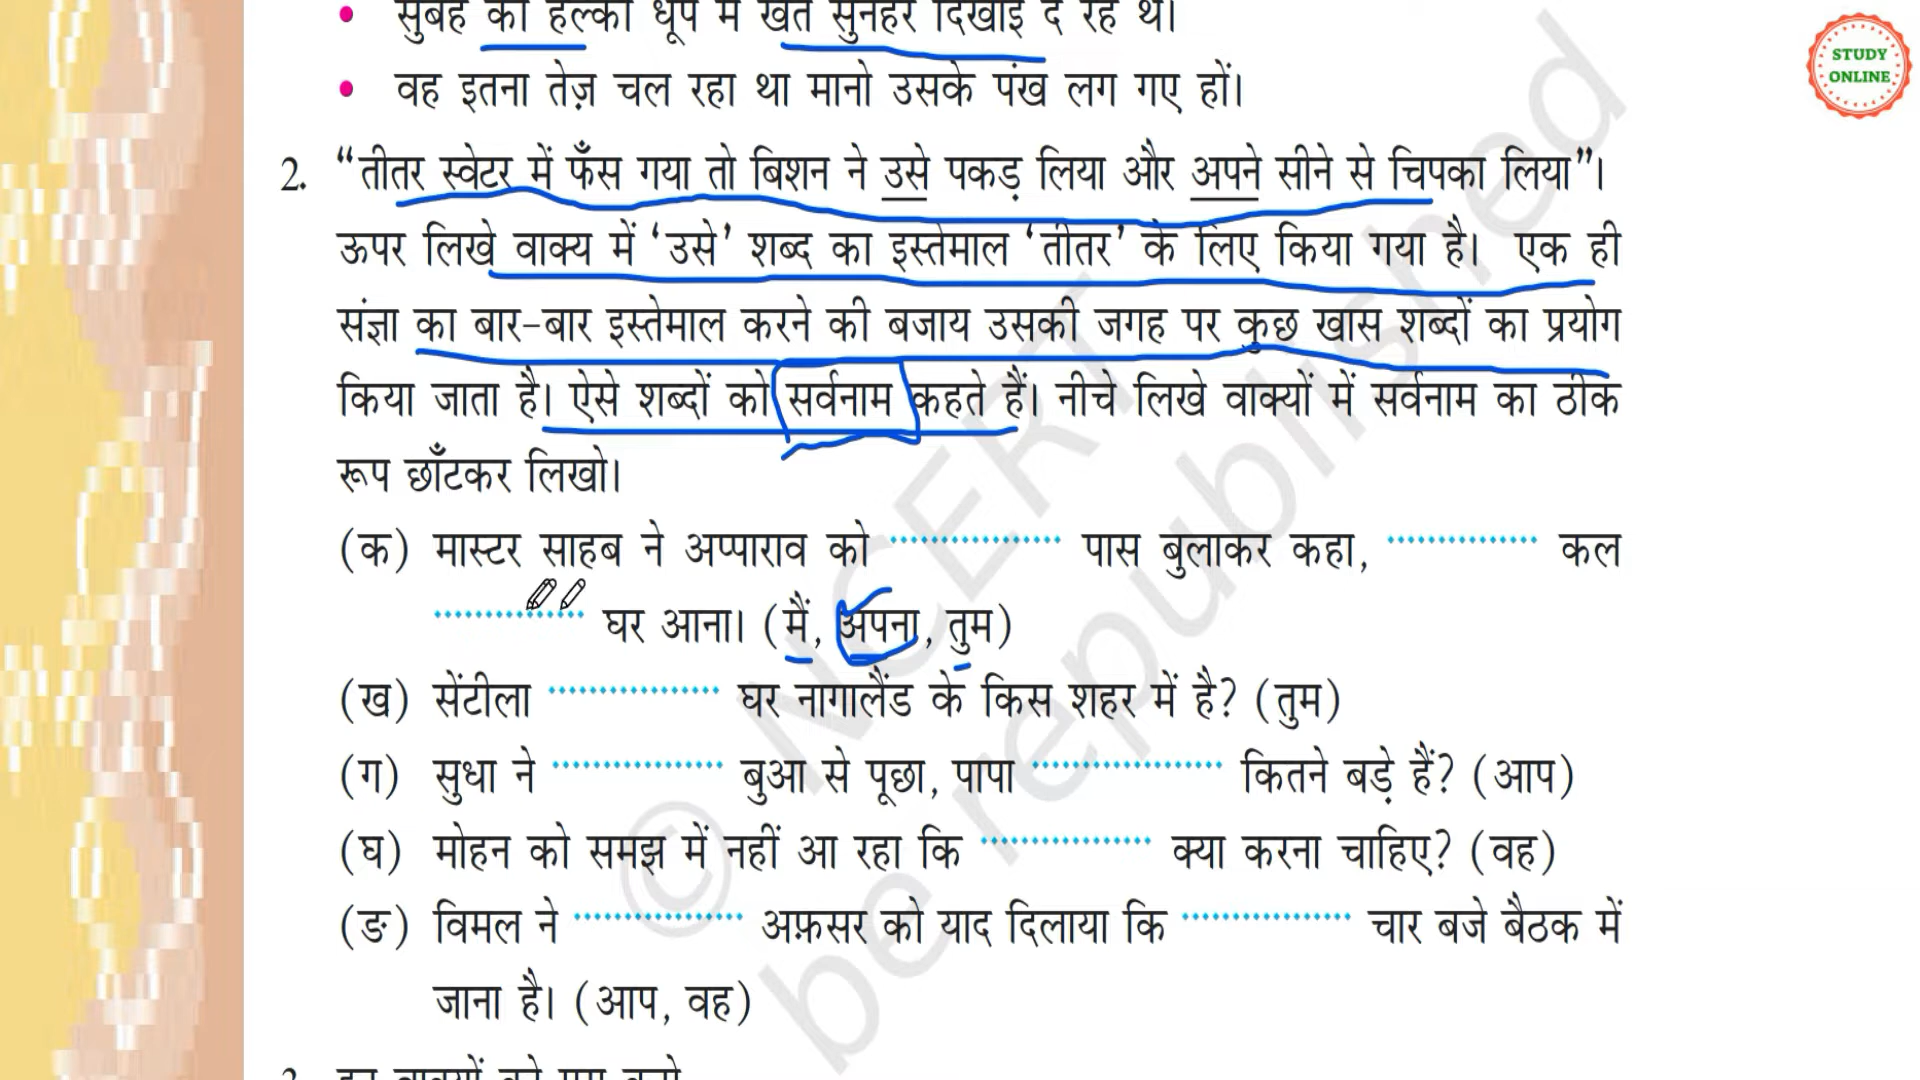 • सुबह की हल्की धूप में खेत सुनहरे दिखाई दे रहे थे।
STUDY
ONLINE
• वह इतना तेज़ चल रहा था मानो उसके पंख लग गए हों।
2. “तीतर स्वेटर में फँस गया तो बिशन ने उसे पकड़ लिया और अपने सीने से चिपका लिया”।
ऊपर लिखे वाक्य में ‘उसे’ शब्द का इस्तेमाल ‘तीतर’ के लिए किया गया है। एक ही
संज्ञा का बार-बार इस्तेमाल करने की बजाय उसकी जगह पर कुछ खास शब्दों का प्रयोग
किया जाता है। ऐसे शब्दों को सर्वनाम कहते हैं। नीचे लिखे वाक्यों में सर्वनाम का ठीक
रूप छाँटकर लिखो।
(क) मास्टर साहब ने अप्पाराव को ................. पास बुलाकर कहा, ............... कल
............... घर आना। (मैं, अपना, तुम)
(ख) सेंटीला ................. घर नागालैंड के किस शहर में है? (तुम)
(ग) सुधा ने ................. बुआ से पूछा, पापा ................... कितने बड़े हैं? (आप)
(घ) मोहन को समझ में नहीं आ रहा कि ................. क्या करना चाहिए? (वह)
(ङ) विमल ने ................. अफ़सर को याद दिलाया कि ................. चार बजे बैठक में
जाना है। (आप, वह)
© NCERT
be republished